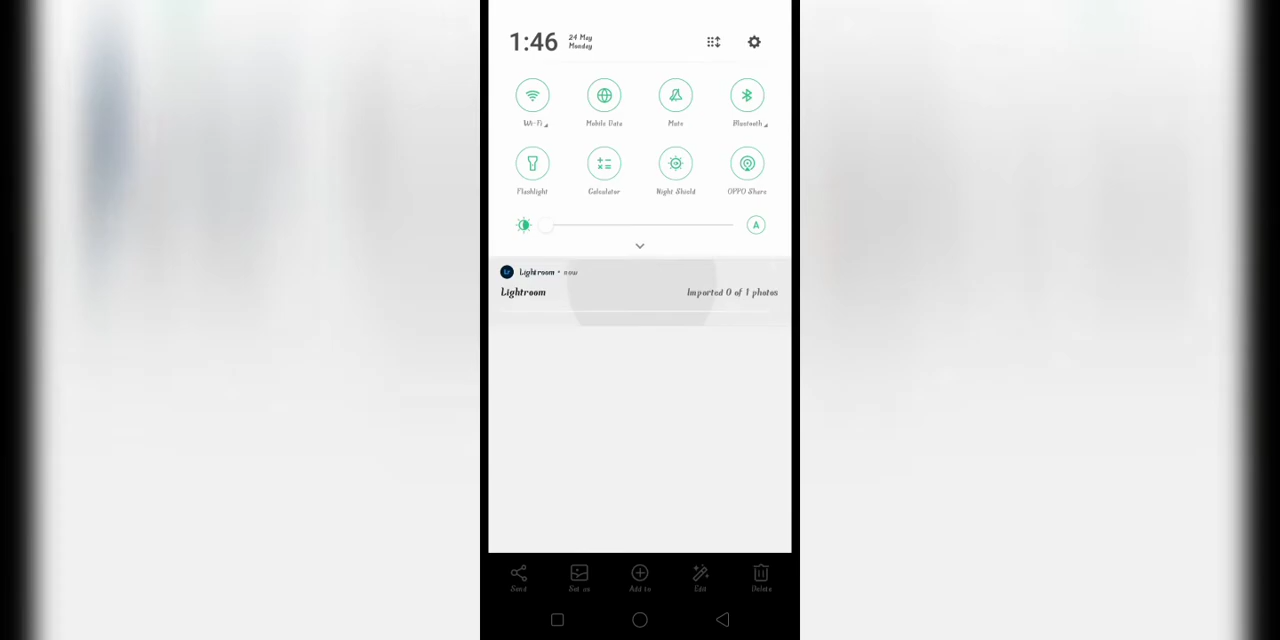 1:46
24 May
Monday
Wi-Fi
Mobile Data
Mute
Bluetooth
Flashlight
Calculator
Night Shield
OPPO Share
A
Lr
Lightroom • now
Lightroom
Imported 0 of 1 photos
Send
Set as
Add to
Edit
Delete